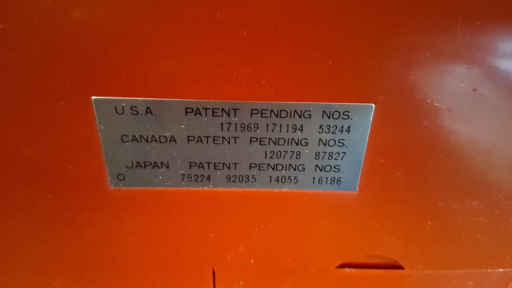 U.S.A. PATENT PENDING NOS.
171969 171194 53244
CANADA PATENT PENDING NOS.
120778 87827
JAPAN PATENT PENDING NOS.
O 75224 92035 14055 16186